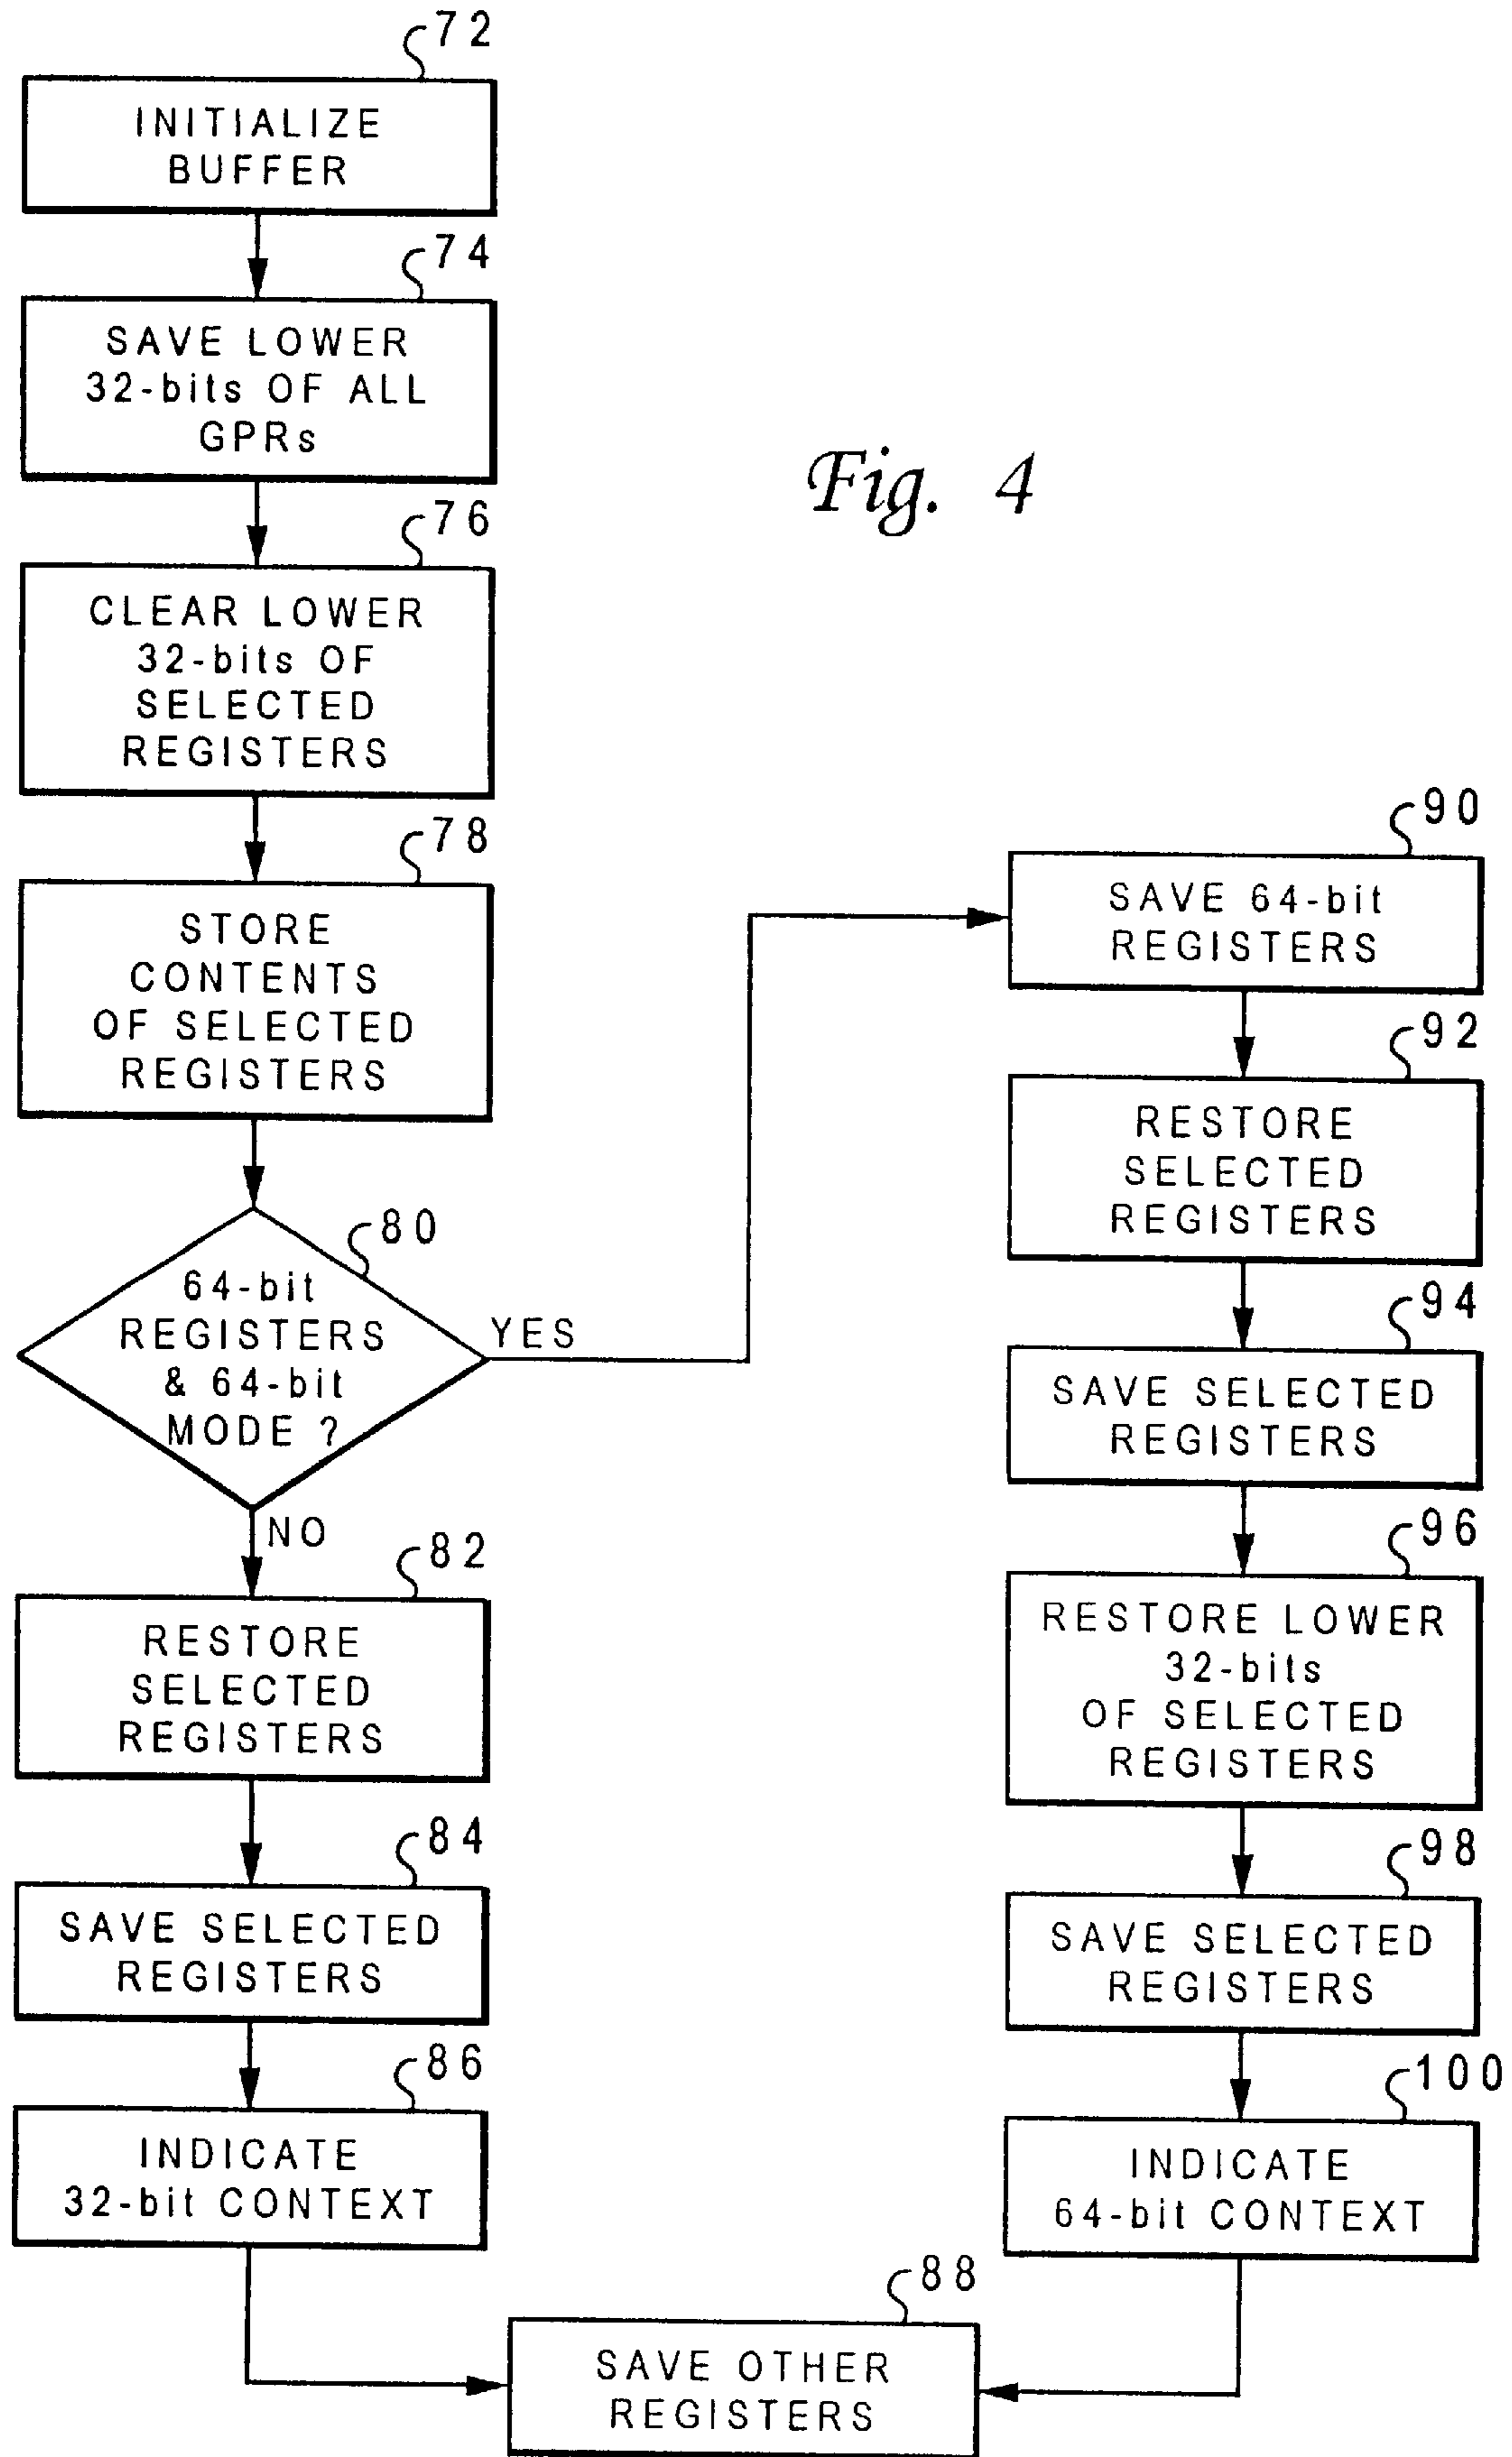 72
INITIALIZE
BUFFER
74
SAVE LOWER
32-bits OF ALL
GPRs
Fig. 4
76
CLEAR LOWER
32-bits OF
SELECTED
REGISTERS
78
STORE
CONTENTS
OF SELECTED
REGISTERS
80
64-bit
REGISTERS
& 64-bit
MODE ?
YES
NO
82
RESTORE
SELECTED
REGISTERS
84
SAVE SELECTED
REGISTERS
86
INDICATE
32-bit CONTEXT
90
SAVE 64-bit
REGISTERS
92
RESTORE
SELECTED
REGISTERS
94
SAVE SELECTED
REGISTERS
96
RESTORE LOWER
32-bits
OF SELECTED
REGISTERS
98
SAVE SELECTED
REGISTERS
100
INDICATE
64-bit CONTEXT
88
SAVE OTHER
REGISTERS